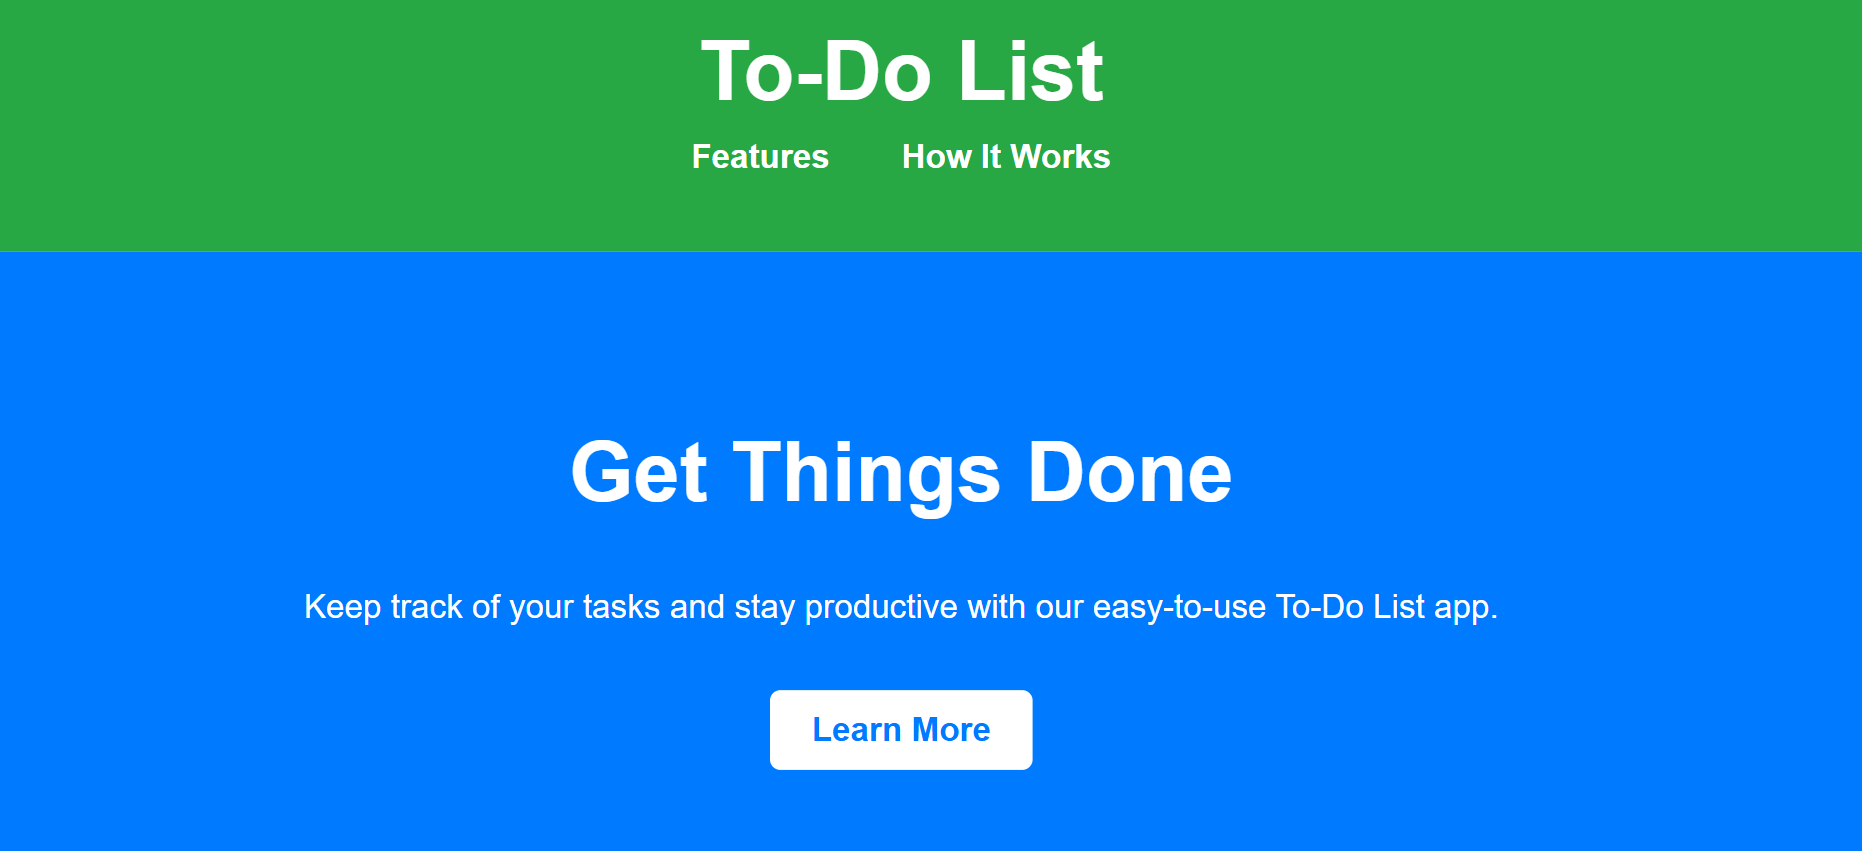 To-Do List
Features How It Works
Get Things Done
Keep track of your tasks and stay productive with our easy-to-use To-Do List app.
Learn More